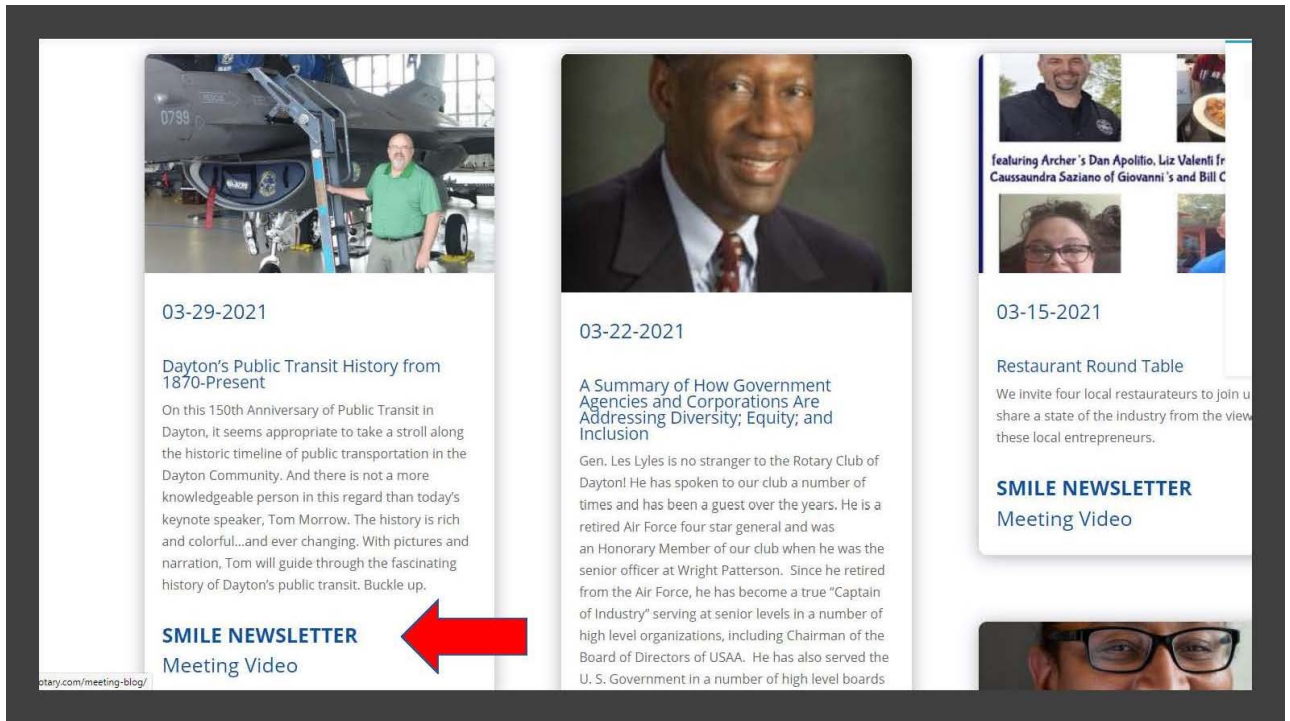 0799
RESCUE
03-29-2021
Dayton's Public Transit History from
1870-Present
On this 150th Anniversary of Public Transit in
Dayton, it seems appropriate to take a stroll along
the historic timeline of public transportation in the
Dayton Community. And there is not a more
knowledgeable person in this regard than today's
keynote speaker, Tom Morrow. The history is rich
and colorful...and ever changing. With pictures and
narration, Tom will guide through the fascinating
history of Dayton's public transit. Buckle up.
SMILE NEWSLETTER
Meeting Video
03-22-2021
A Summary of How Government
Agencies and Corporations Are
Addressing Diversity; Equity; and
Inclusion
Gen. Les Lyles is no stranger to the Rotary Club of
Dayton! He has spoken to our club a number of
times and has been a guest over the years. He is a
retired Air Force four star general and was
an Honorary Member of our club when he was the
senior officer at Wright Patterson. Since he retired
from the Air Force, he has become a true "Captain
of Industry" serving at senior levels in a number of
high level organizations, including Chairman of the
Board of Directors of USAA. He has also served the
U. S. Government in a number of high level boards
featuring Archer's Dan Apolitio, Liz Valenti fr
Caussaundra Saziano of Giovanni's and Bill C
03-15-2021
Restaurant Round Table
We invite four local restaurateurs to join u
share a state of the industry from the view
these local entrepreneurs.
SMILE NEWSLETTER
Meeting Video
otary.com/meeting-blog/